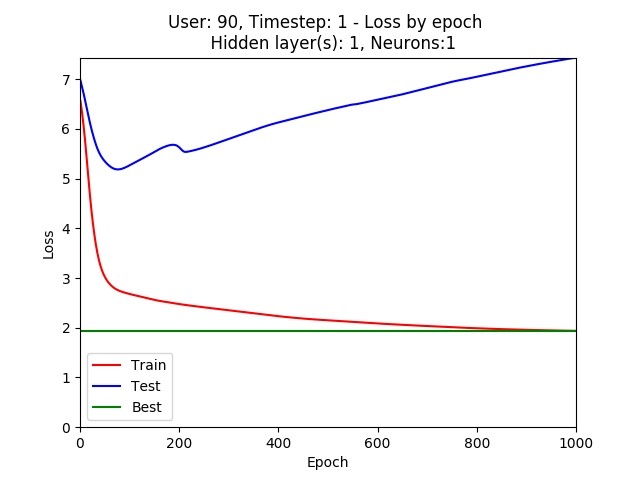 User: 90, Timestep: 1 - Loss by epoch
Hidden layer(s): 1, Neurons:1
7
6
5
4
3
2
1
0
Loss
Train
Test
Best
0 200 400 600 800 1000
Epoch